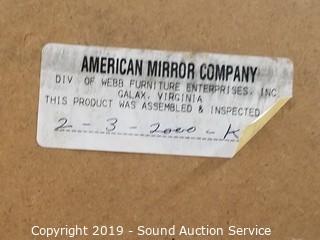 AMERICAN MIRROR COMPANY
DIV OF WEBB FURNITURE ENTERPRISES, INC
GALAX, VIRGINIA
THIS PRODUCT WAS ASSEMBLED & INSPECTED
2 - 3 - 2000 - K
Copyright 2019 - Sound Auction Service